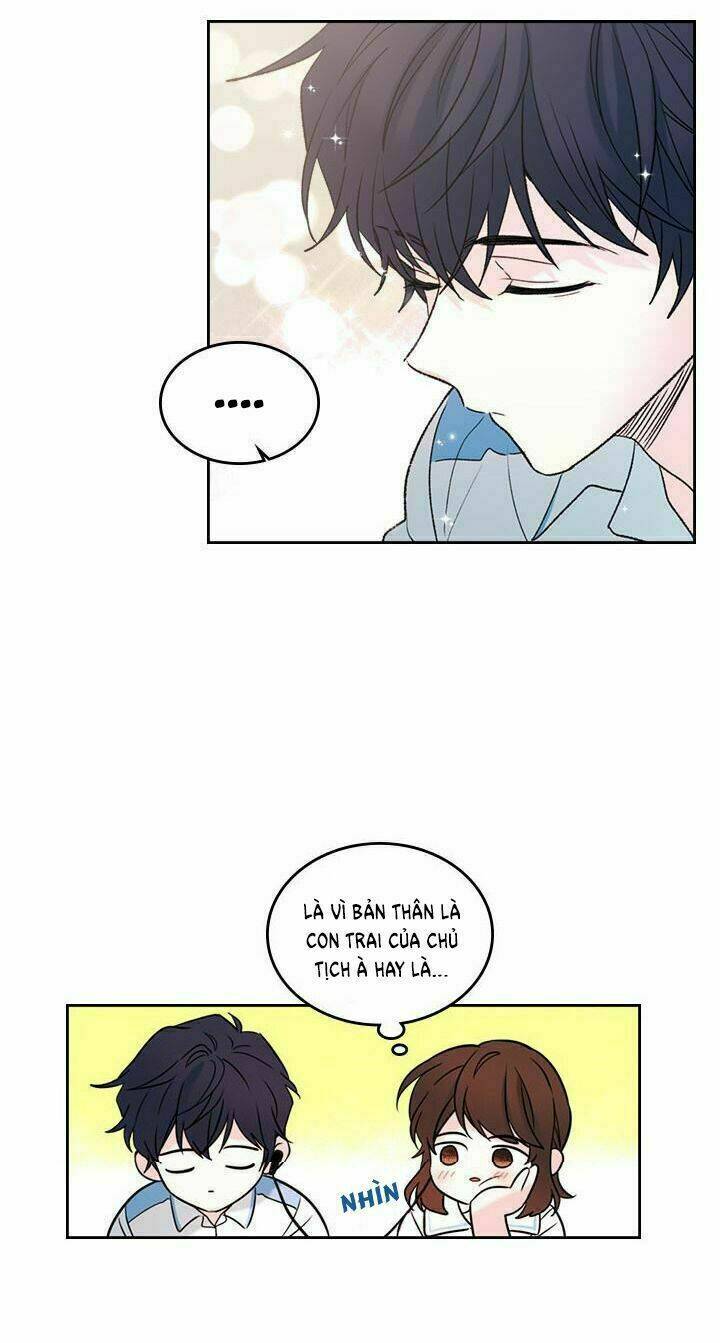 ....
LÀ VÌ BẢN THÂN LÀ
CON TRAI CỦA CHỦ
TỊCH À HAY LÀ...
NHÌN